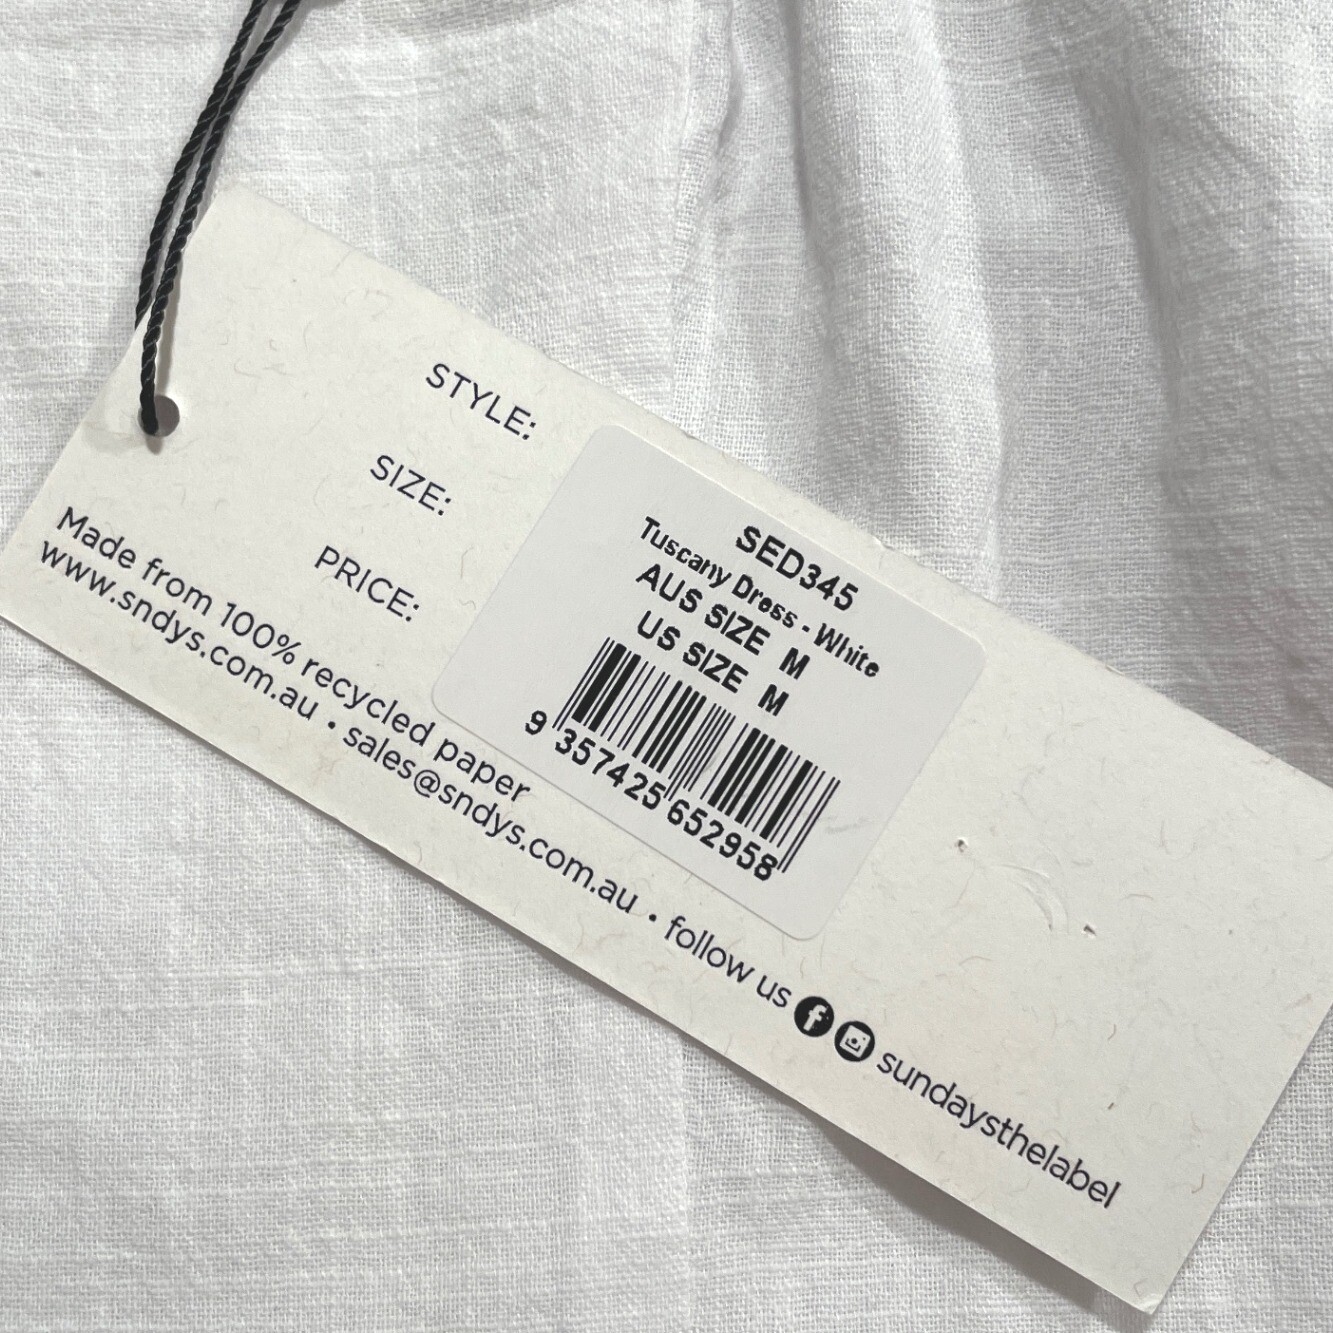 STYLE:
SIZE:
PRICE:
SED345
Tuscany Dress - White
AUS SIZE M
US SIZE M
9 357425 652958
Made from 100% recycled paper
www.sndys.com.au • sales@sndys.com.au • follow us sundaysthelabel